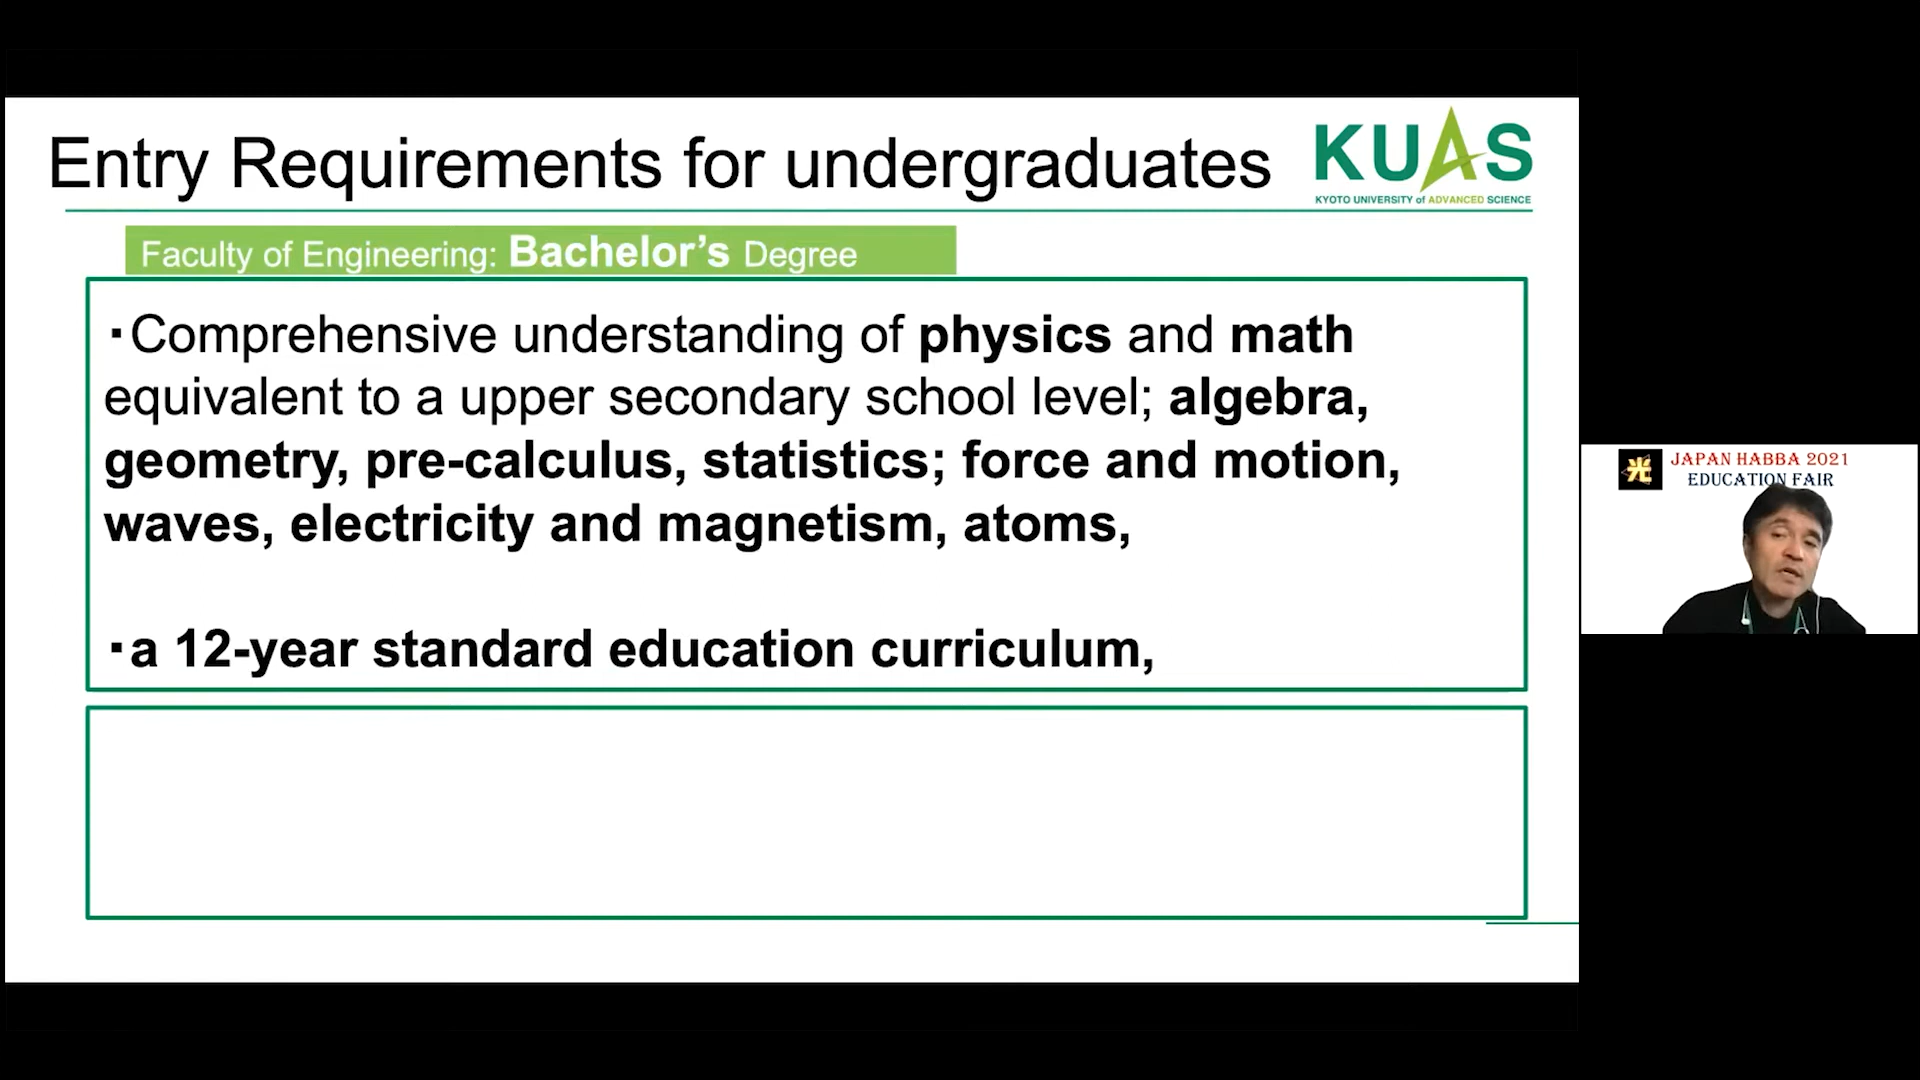 Entry Requirements for undergraduates
KUAS
KYOTO UNIVERSITY of ADVANCED SCIENCE
Faculty of Engineering: Bachelor’s Degree
・Comprehensive understanding of physics and math
equivalent to a upper secondary school level; algebra,
geometry, pre-calculus, statistics; force and motion,
waves, electricity and magnetism, atoms,
・a 12-year standard education curriculum,
光
JAPAN HABBA 2021
EDUCATION FAIR